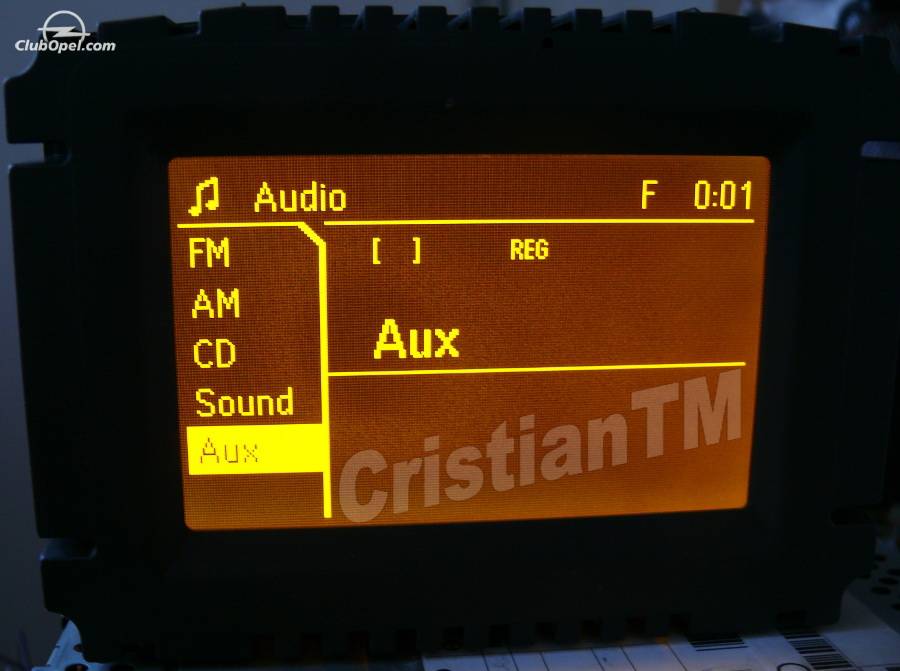 ClubOpel.com
Audio F 0:01
FM
[ ] REG
AM
Aux
CD
Sound
Aux
CristianTM